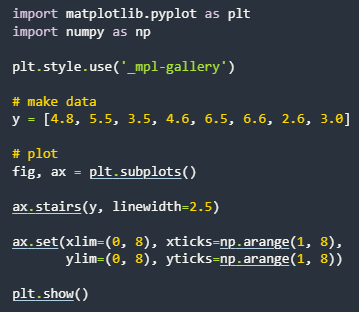 import matplotlib.pyplot as plt
import numpy as np
plt.style.use('_mpl-gallery')
# make data
y = [4.8, 5.5, 3.5, 4.6, 6.5, 6.6, 2.6, 3.0]
# plot
fig, ax = plt.subplots()
ax.stairs(y, linewidth=2.5)
ax.set(xlim=(0, 8), xticks=np.arange(1, 8),
       ylim=(0, 8), yticks=np.arange(1, 8))
plt.show()